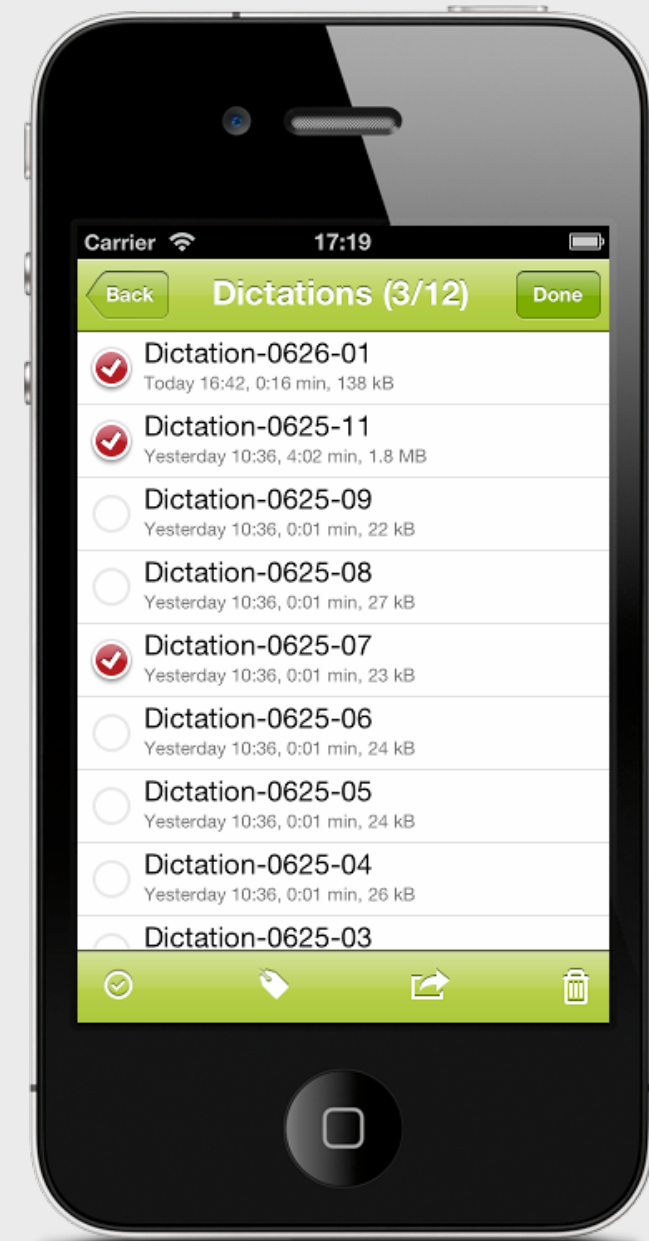 Carrier 17:19
Back Dictations (3/12) Done
Dictation-0626-01
Today 16:42, 0:16 min, 138 kB
Dictation-0625-11
Yesterday 10:36, 4:02 min, 1.8 MB
Dictation-0625-09
Yesterday 10:36, 0:01 min, 22 kB
Dictation-0625-08
Yesterday 10:36, 0:01 min, 27 kB
Dictation-0625-07
Yesterday 10:36, 0:01 min, 23 kB
Dictation-0625-06
Yesterday 10:36, 0:01 min, 24 kB
Dictation-0625-05
Yesterday 10:36, 0:01 min, 24 kB
Dictation-0625-04
Yesterday 10:36, 0:01 min, 26 kB
Dictation-0625-03